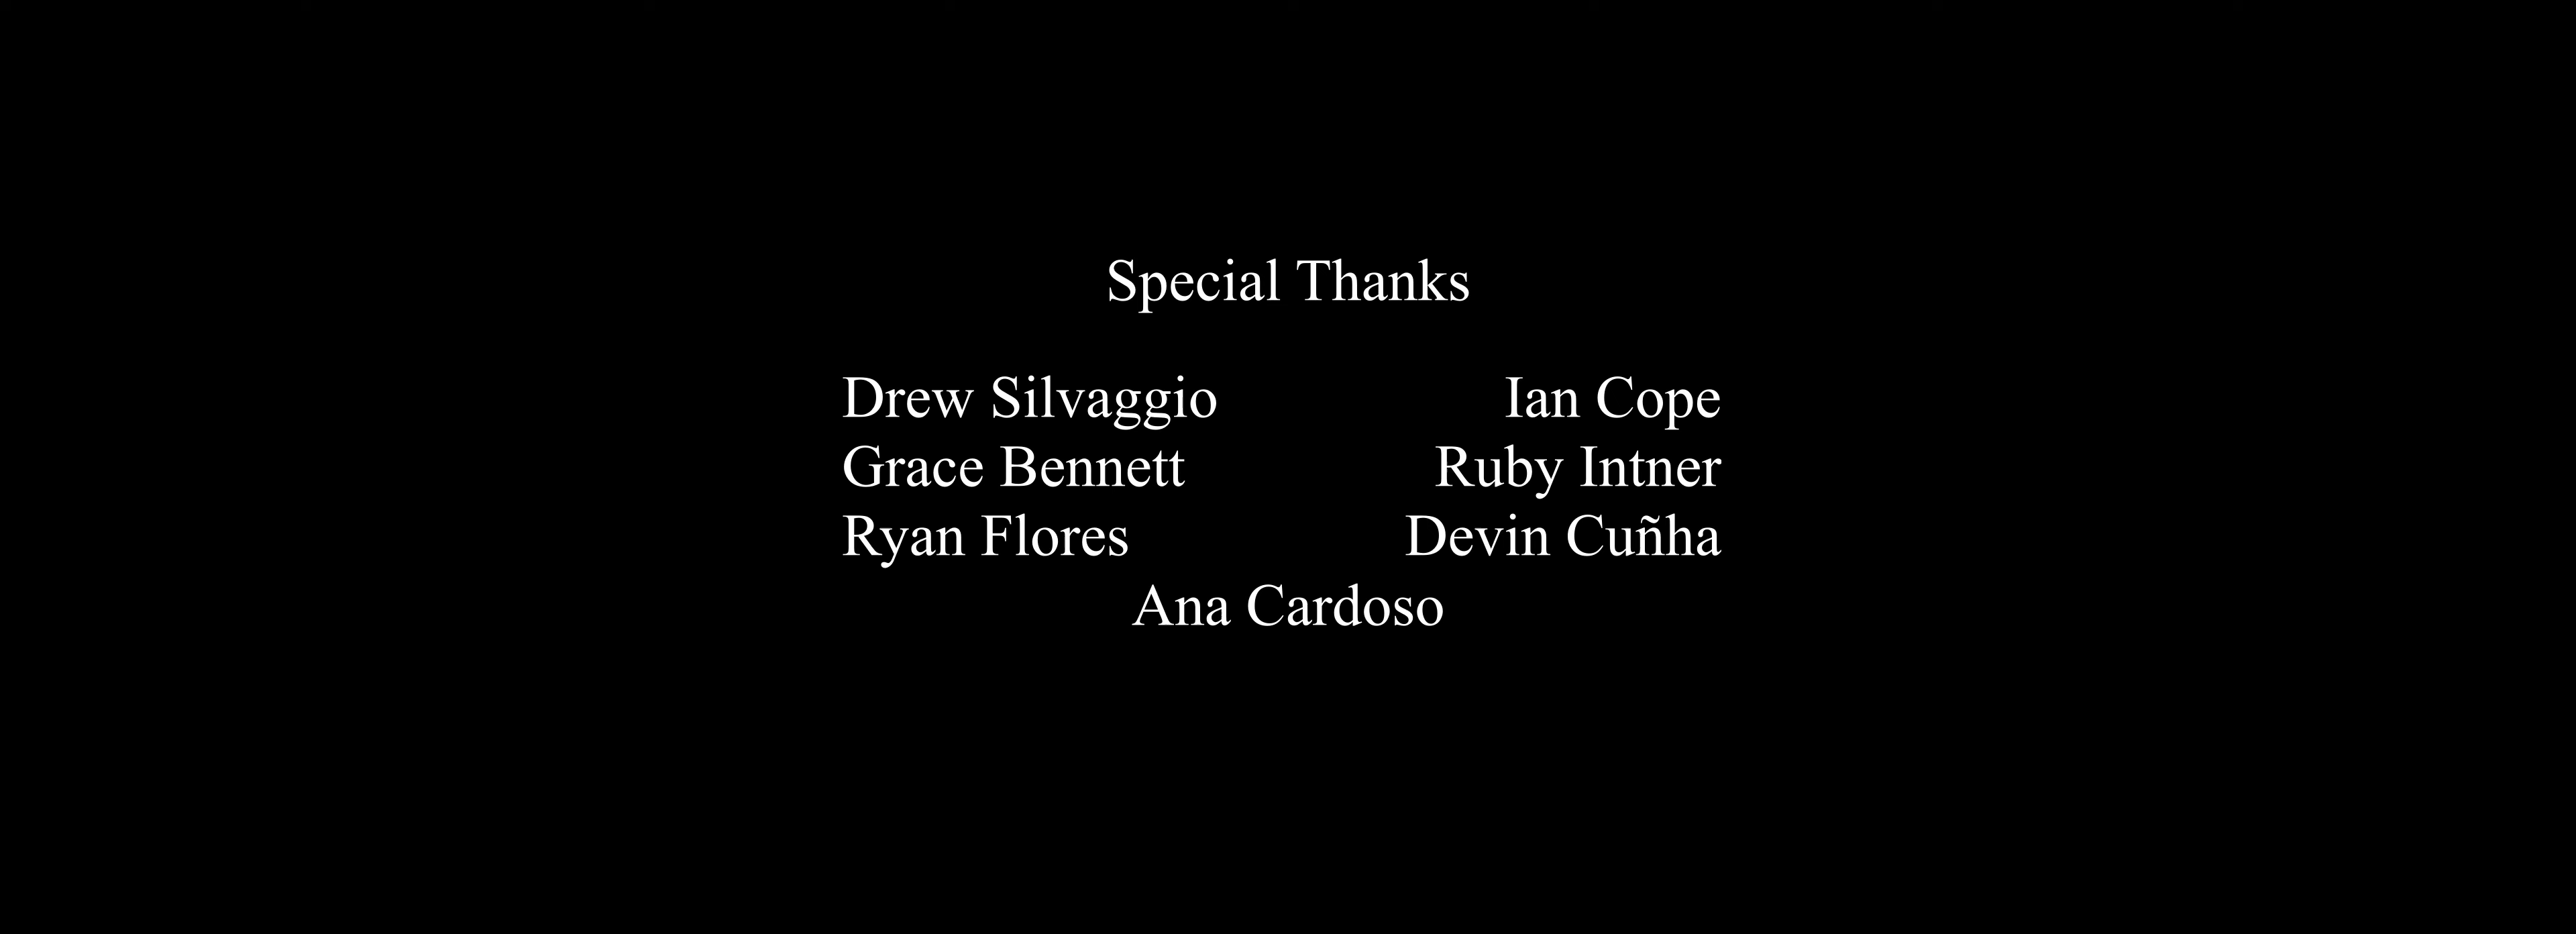 Special Thanks
Drew Silvaggio Ian Cope
Grace Bennett Ruby Intner
Ryan Flores Devin Cuñha
Ana Cardoso